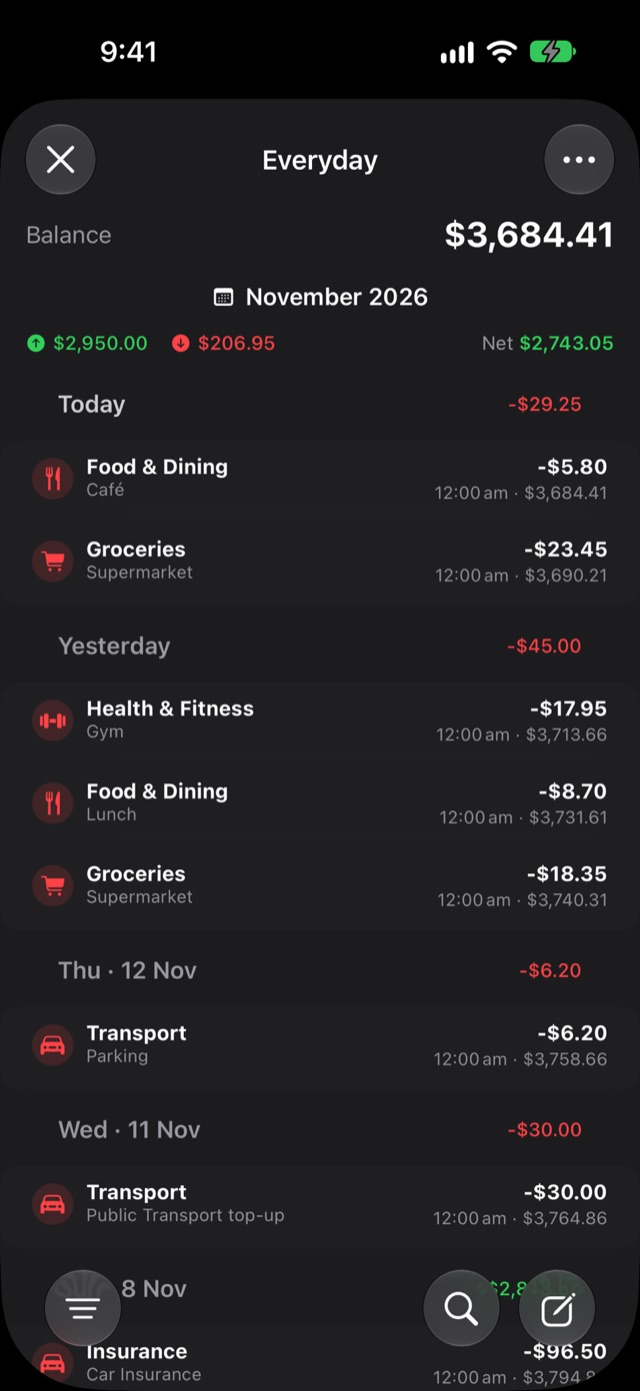 9:41
Everyday
Balance
$3,684.41
November 2026
$2,950.00 $206.95 Net $2,743.05
Today -$29.25
Food & Dining -$5.80
Café 12:00 am · $3,684.41
Groceries -$23.45
Supermarket 12:00 am · $3,690.21
Yesterday -$45.00
Health & Fitness -$17.95
Gym 12:00 am · $3,713.66
Food & Dining -$8.70
Lunch 12:00 am · $3,731.61
Groceries -$18.35
Supermarket 12:00 am · $3,740.31
Thu · 12 Nov -$6.20
Transport -$6.20
Parking 12:00 am · $3,758.66
Wed · 11 Nov -$30.00
Transport -$30.00
Public Transport top-up 12:00 am · $3,764.86
8 Nov
Insurance -$96.50
Car Insurance 12:00 am